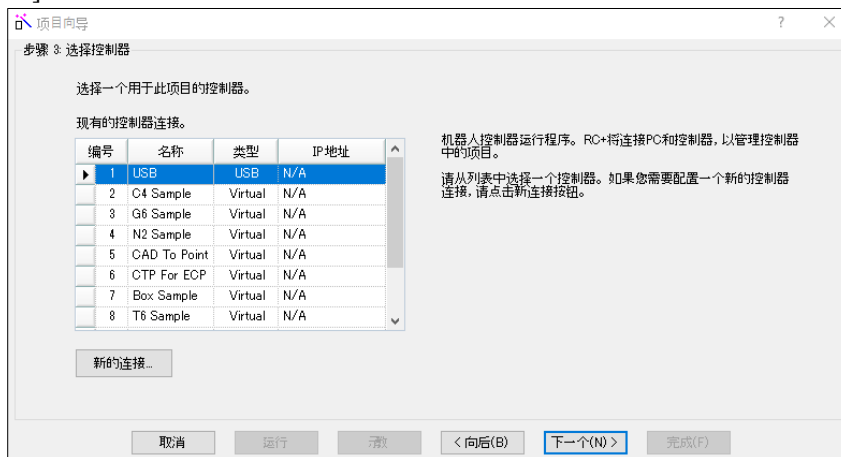 项目向导
步骤 3: 选择控制器
选择一个用于此项目的控制器。
现有的控制器连接。
编号 名称 类型 IP地址
1 USB USB N/A
2 C4 Sample Virtual N/A
3 G6 Sample Virtual N/A
4 N2 Sample Virtual N/A
5 CAD To Point Virtual N/A
6 CTP For ECP Virtual N/A
7 Box Sample Virtual N/A
8 T6 Sample Virtual N/A
机器人控制器运行程序。RC+将连接PC和控制器, 以管理控制器
中的项目。
请从列表中选择一个控制器。如果您需要配置一个新的控制器
连接, 请点击新连接按钮。
新的连接...
取消 运行 < 向后(B) 下一个(N) > 完成(F)